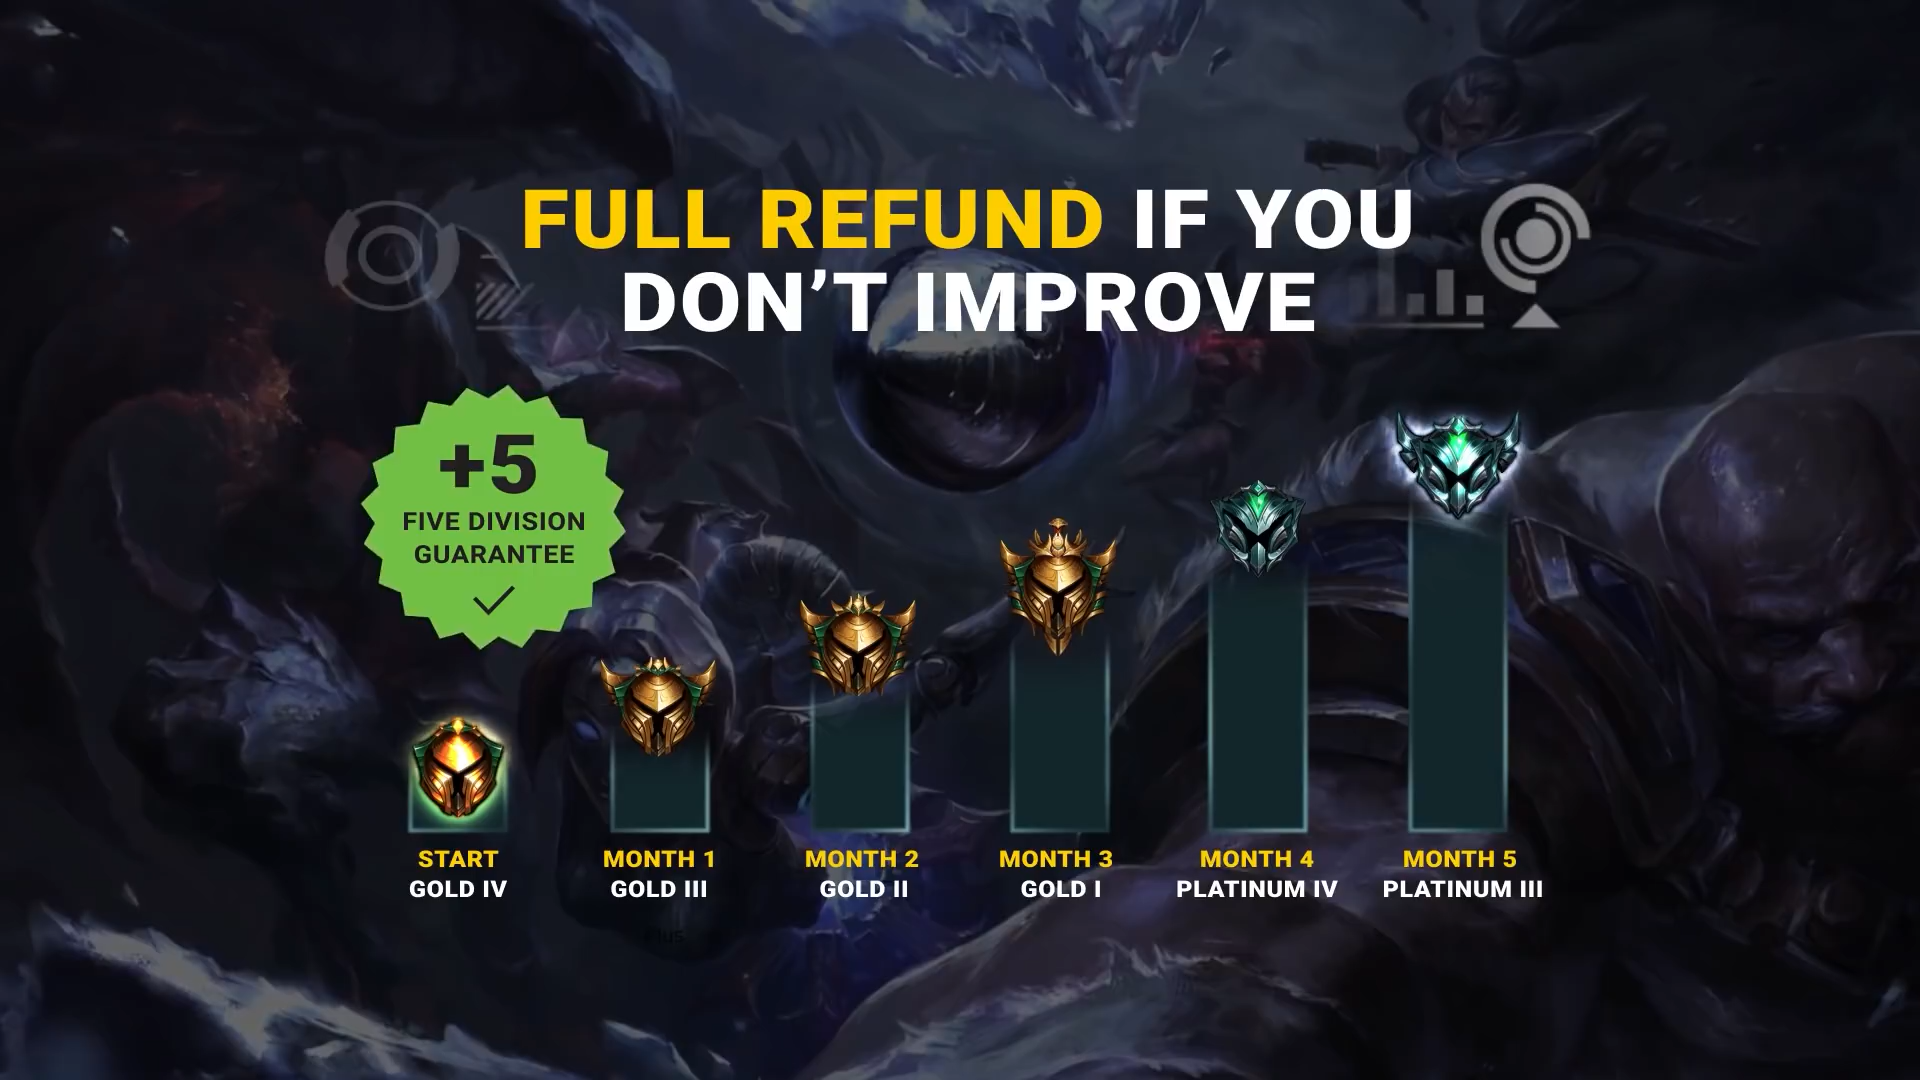 FULL REFUND IF YOU
DON’T IMPROVE
+5
FIVE DIVISION
GUARANTEE
START
GOLD IV
MONTH 1
GOLD III
MONTH 2
GOLD II
MONTH 3
GOLD I
MONTH 4
PLATINUM IV
MONTH 5
PLATINUM III